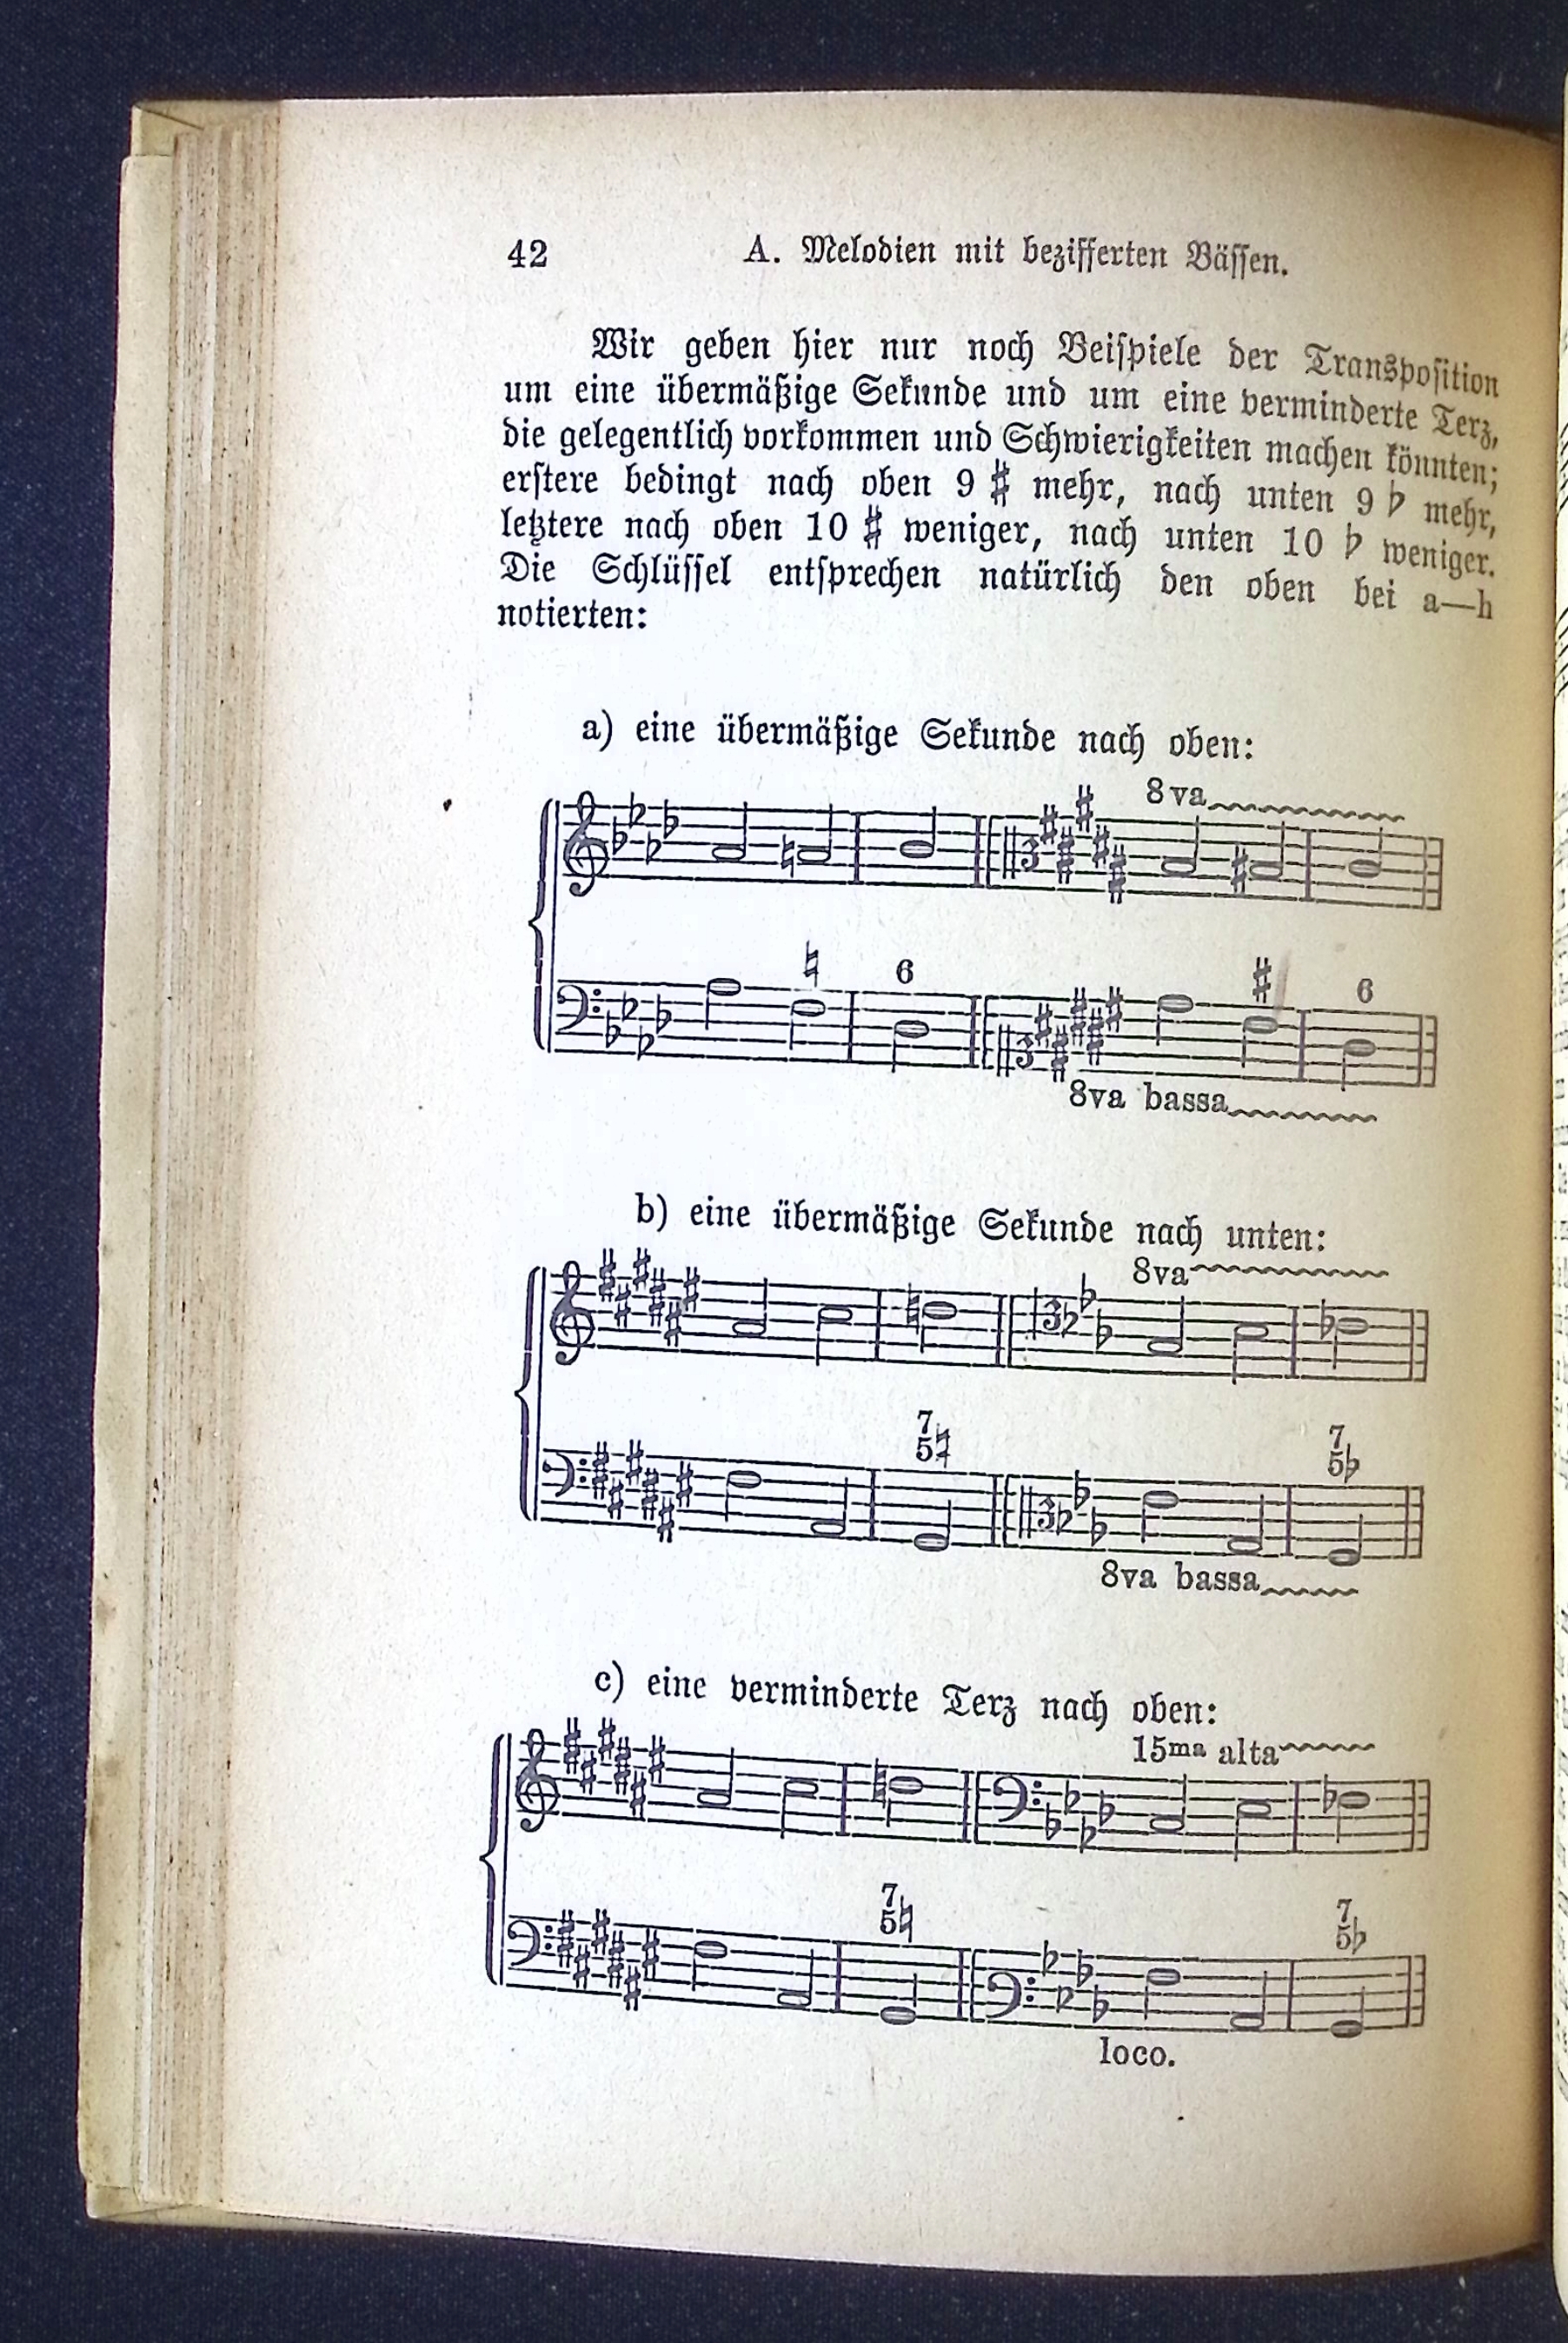 42 A. Melodien mit bezifferten Bässen.
Wir geben hier nur noch Beispiele der Transposition
um eine übermäßige Sekunde und um eine verminderte Terz,
die gelegentlich vorkommen und Schwierigkeiten machen könnten;
erstere bedingt nach oben 9 ♯ mehr, nach unten 9 ♭ mehr,
letztere nach oben 10 ♯ weniger, nach unten 10 ♭ weniger.
Die Schlüssel entsprechen natürlich den oben bei a—h
notierten:
a) eine übermäßige Sekunde nach oben:
8va
♮ 6 ♯ 6
8va bassa
b) eine übermäßige Sekunde nach unten:
8va
7 7
5♮ 5♭
8va bassa
c) eine verminderte Terz nach oben:
15ma alta
7 7
5♮ 5♭
loco.